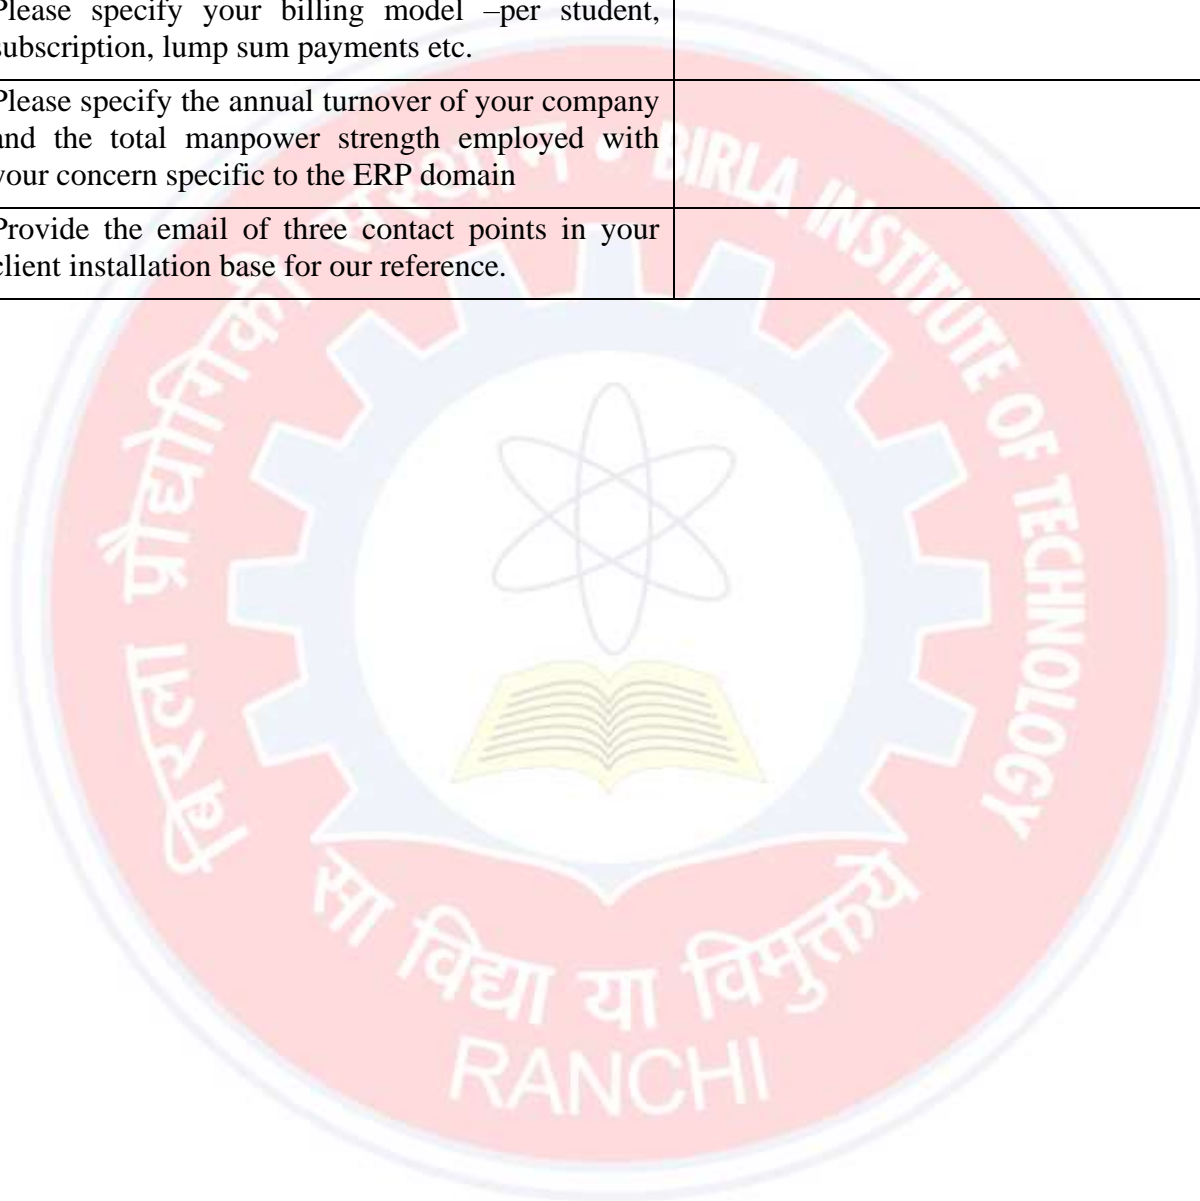 Please specify your billing model –per student,
subscription, lump sum payments etc.
Please specify the annual turnover of your company
and the total manpower strength employed with
your concern specific to the ERP domain
Provide the email of three contact points in your
client installation base for our reference.
बिरला प्रौद्योगिकी संस्थान • BIRLA INSTITUTE OF TECHNOLOGY
सा विद्या या विमुक्तये
RANCHI